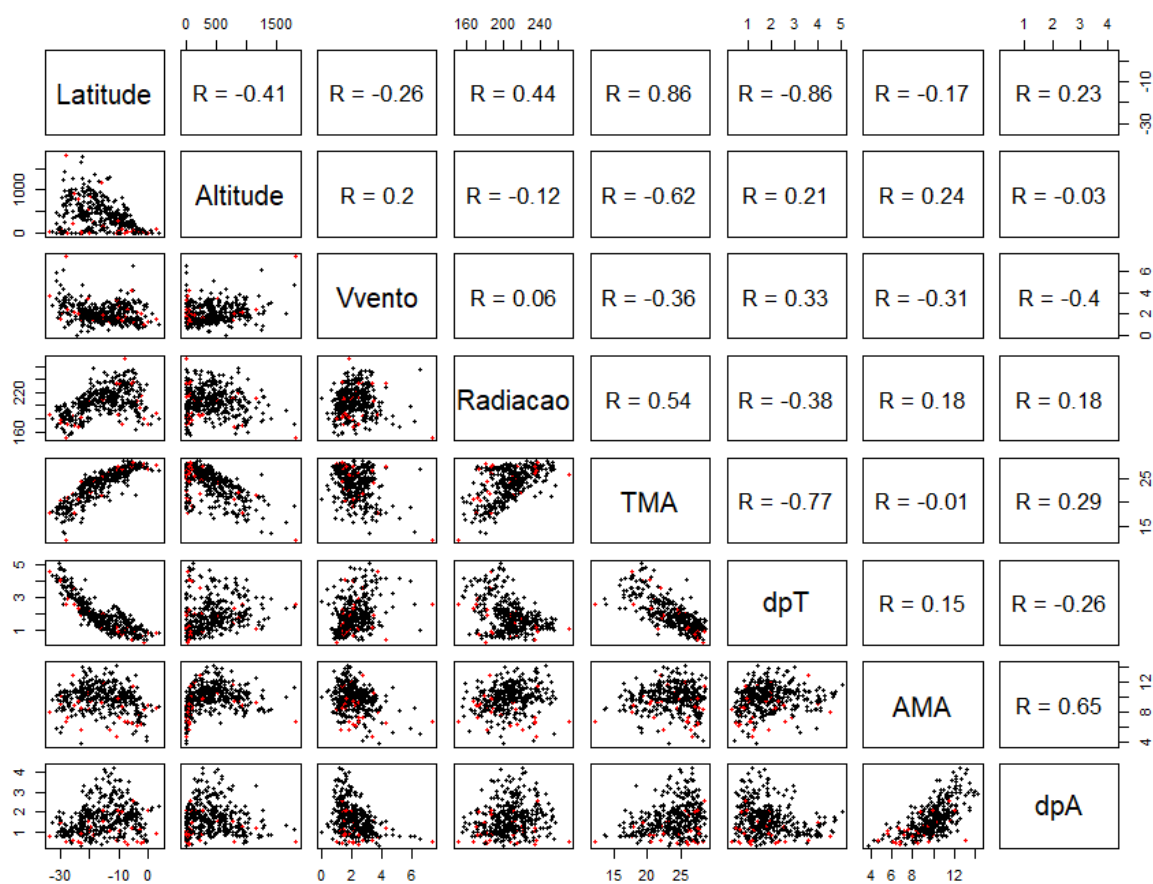 0 500 1500 160 200 240 1 2 3 4 5 1 2 3 4
Latitude R = -0.41 R = -0.26 R = 0.44 R = 0.86 R = -0.86 R = -0.17 R = 0.23 -30 -10
0 1000 Altitude R = 0.2 R = -0.12 R = -0.62 R = 0.21 R = 0.24 R = -0.03
Vvento R = 0.06 R = -0.36 R = 0.33 R = -0.31 R = -0.4 0 2 4 6
160 220 Radiacao R = 0.54 R = -0.38 R = 0.18 R = 0.18
TMA R = -0.77 R = -0.01 R = 0.29 15 25
1 3 5 dpT R = 0.15 R = -0.26
AMA R = 0.65 4 8 12
1 2 3 4 dpA
-30 -10 0 0 2 4 6 15 20 25 4 6 8 12